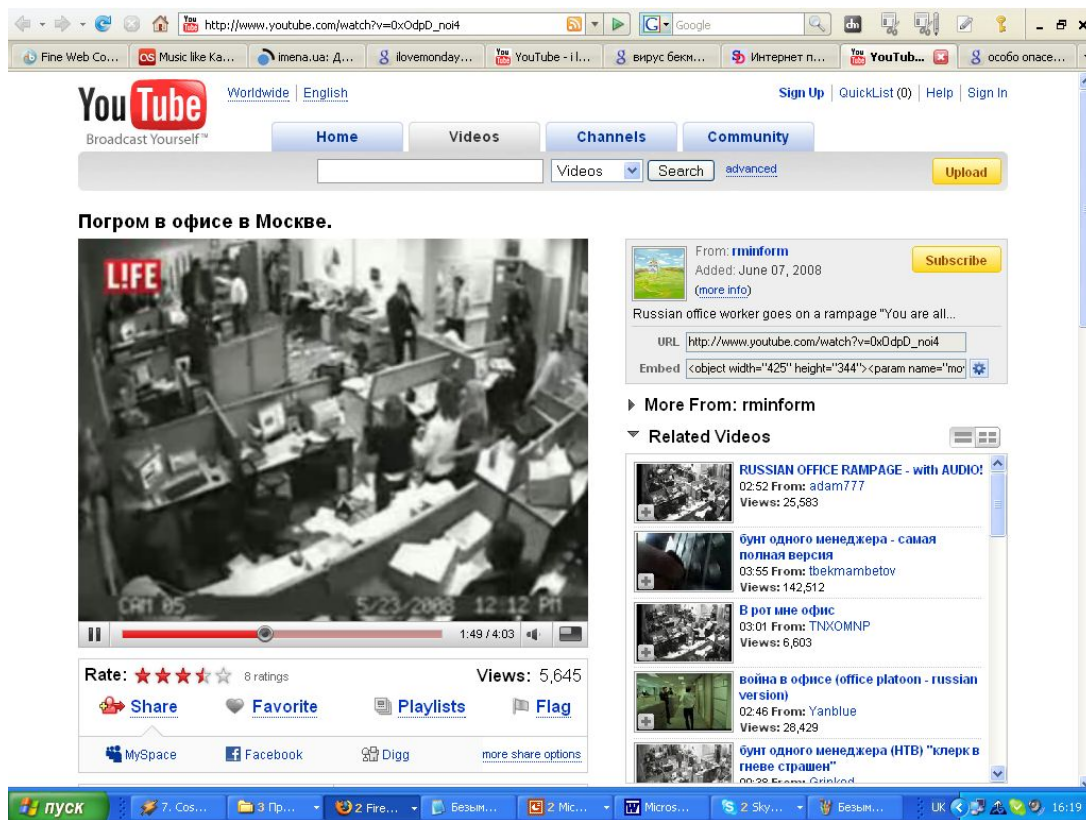 http://www.youtube.com/watch?v=0xOdpD_noi4
G Google
dm
Fine Web Co...
Music like Ka...
imena.ua: Д...
ilovemonday...
YouTube - i l...
вирус бекм...
Интернет п...
YouTub...
особо опасе...
You Tube
Broadcast Yourself™
Worldwide | English
Sign Up | QuickList (0) | Help | Sign In
Home Videos Channels Community
Videos Search advanced Upload
Погром в офисе в Москве.
L!FE
CAM 05 5/23/2008 12:12 PM
1:49 / 4:03
Rate: 8 ratings Views: 5,645
Share Favorite Playlists Flag
MySpace Facebook Digg more share options
From: rminform
Added: June 07, 2008
(more info)
Subscribe
Russian office worker goes on a rampage "You are all...
URL http://www.youtube.com/watch?v=0xOdpD_noi4
Embed <object width="425" height="344"><param name="mo
More From: rminform
Related Videos
RUSSIAN OFFICE RAMPAGE - with AUDIO!
02:52 From: adam777
Views: 25,583
бунт одного менеджера - самая
полная версия
03:55 From: tbekmambetov
Views: 142,512
В рот мне офис
03:01 From: TNXOMNP
Views: 6,603
война в офисе (office platoon - russian
version)
02:46 From: Yanblue
Views: 28,429
бунт одного менеджера (НТВ) "клерк в
гневе страшен"
00:38 From: Grinkod
пуск
7. Cos...
3 Пр...
2 Fire...
Безым...
2 Mic...
Micros...
2 Sky...
Безым...
UK
16:19